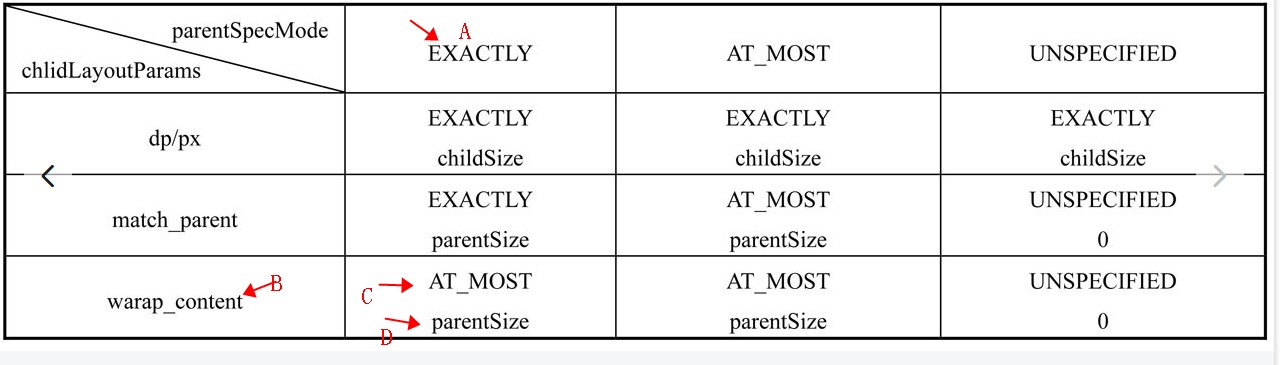 parentSpecMode
chlidLayoutParams
A
EXACTLY
AT_MOST
UNSPECIFIED
dp/px
EXACTLY
childSize
EXACTLY
childSize
EXACTLY
childSize
match_parent
EXACTLY
parentSize
AT_MOST
parentSize
UNSPECIFIED
0
warap_content
B
C
AT_MOST
D
parentSize
AT_MOST
parentSize
UNSPECIFIED
0